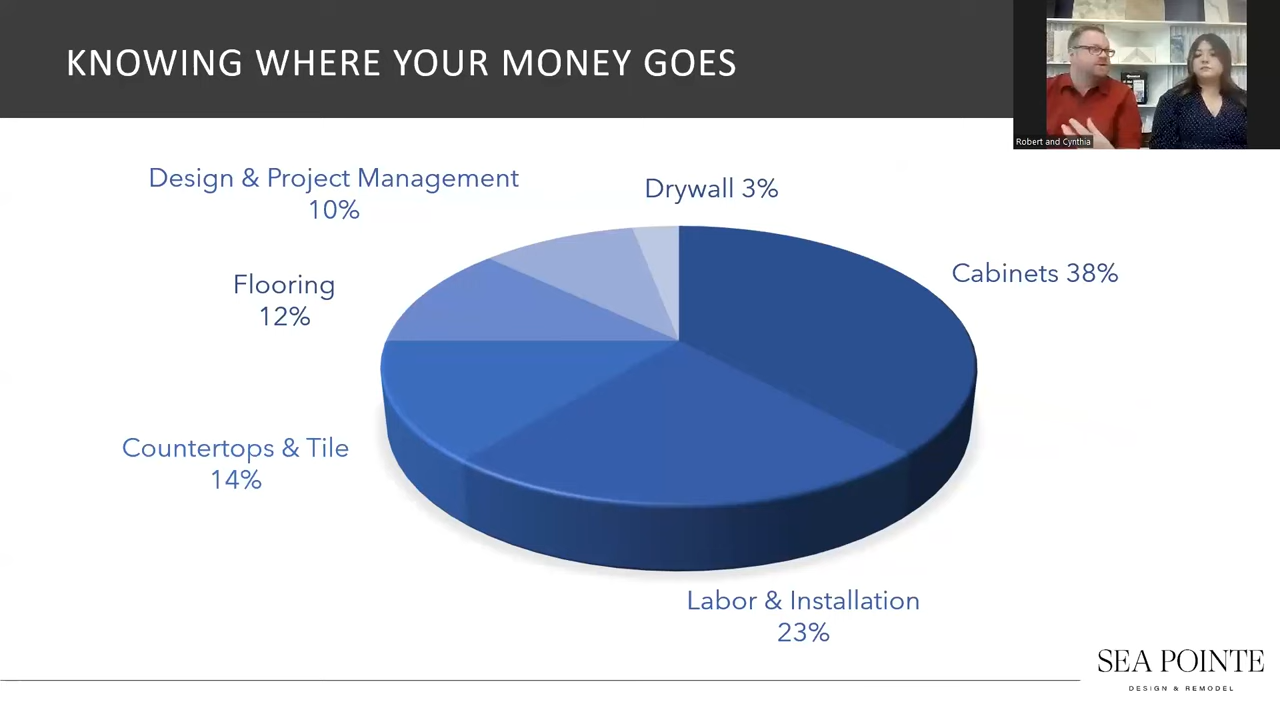 KNOWING WHERE YOUR MONEY GOES
Robert and Cynthia
Design & Project Management
10%
Drywall 3%
Cabinets 38%
Flooring
12%
Countertops & Tile
14%
Labor & Installation
23%
SEA POINTE
DESIGN & REMODEL